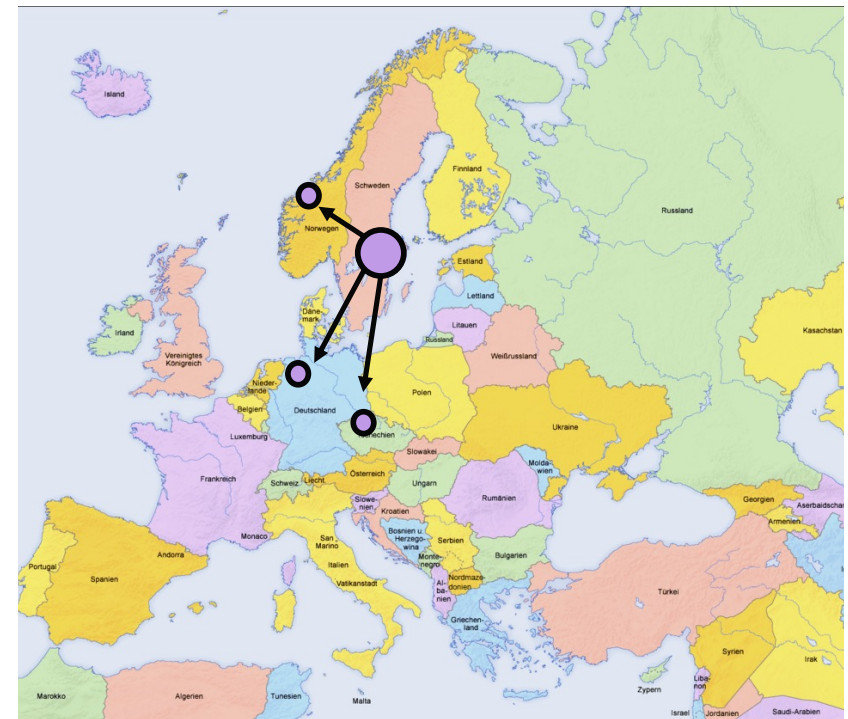 Island
Finnland
Schweden
Russland
Norwegen
Estland
Lettland
Däne
mark
Litauen
Irland
Russland
Kasachstan
Vereinigtes
Königreich
Weißrussland
Nieder-
lande
Polen
Belgien
Deutschland
Ukraine
Luxemburg
Tschechien
Slowakei
Frankreich
Schweiz
Liecht.
Österreich
Ungarn
Molda-
wien
Rumänien
Slowe-
nien
Kroatien
Georgien
Aserbaidschan
Armenien
Monaco
San
Marino
Bosnien u.
Herzego-
wina
Serbien
Andorra
Italien
Monte-
negro
Bulgarien
Portugal
Spanien
Vatikanstadt
Al-
ba-
nien
Nordmaze-
donien
Türkei
Griechen-
land
Syrien
Irak
Marokko
Algerien
Tunesien
Malta
Zypern
Liba-
non
Israel
Jordanien
Saudi-Arabien